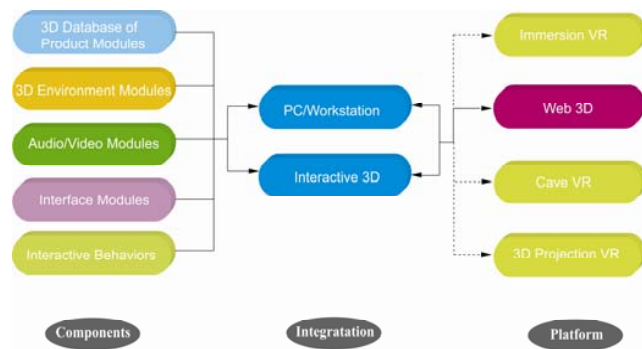 3D Database of
Product Modules
3D Environment Modules
Audio/Video Modules
Interface Modules
Interactive Behaviors
PC/Workstation
Interactive 3D
Immersion VR
Web 3D
Cave VR
3D Projection VR
Components
Integratation
Platform